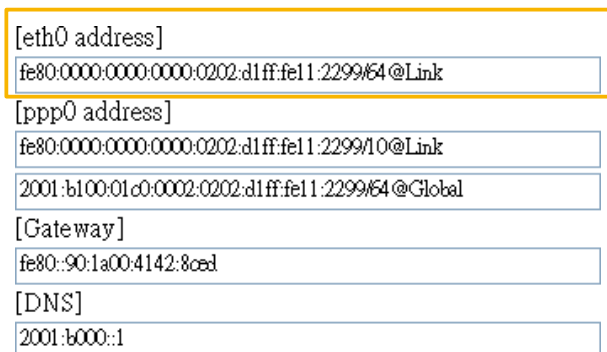 [eth0 address]
fe80:0000:0000:0000:0202:d1ff:fe11:2299/64@Link
[ppp0 address]
fe80:0000:0000:0000:0202:d1ff:fe11:2299/10@Link
2001:b100:01c0:0002:0202:d1ff:fe11:2299/64@Global
[Gateway]
fe80::90:1a00:4142:8ced
[DNS]
2001:b000::1